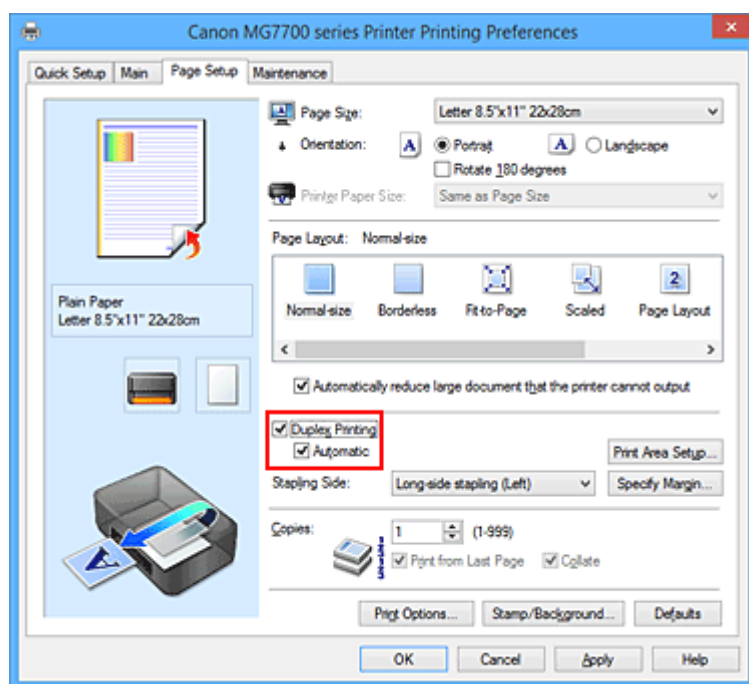 Canon MG7700 series Printer Printing Preferences
Quick Setup Main Page Setup Maintenance
Page Size: Letter 8.5"x11" 22x28cm
Orientation: A Portrait A Landscape
Rotate 180 degrees
Printer Paper Size: Same as Page Size
Page Layout: Normal-size
Normal-size Borderless Fit-to-Page Scaled 2 Page Layout
Plain Paper
Letter 8.5"x11" 22x28cm
Automatically reduce large document that the printer cannot output
Duplex Printing
Automatic
Print Area Setup...
Stapling Side: Long-side stapling (Left) Specify Margin...
Copies: 1 (1-999)
Print from Last Page Collate
A
Print Options... Stamp/Background... Defaults
OK Cancel Apply Help